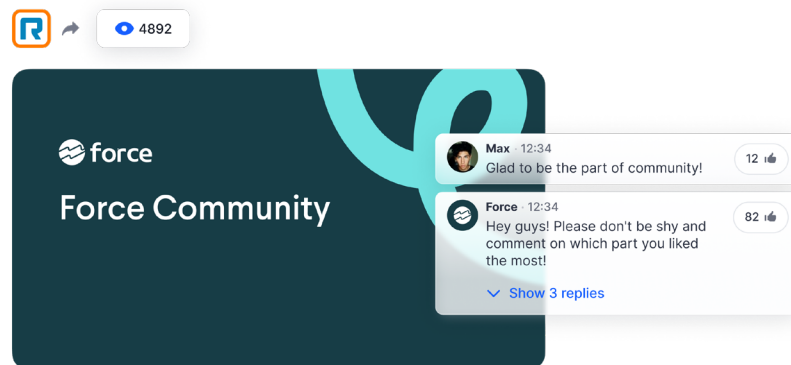 R
4892
force
Force Community
Max · 12:34
Glad to be the part of community!
12
Force · 12:34
Hey guys! Please don't be shy and
comment on which part you liked
the most!
82
Show 3 replies